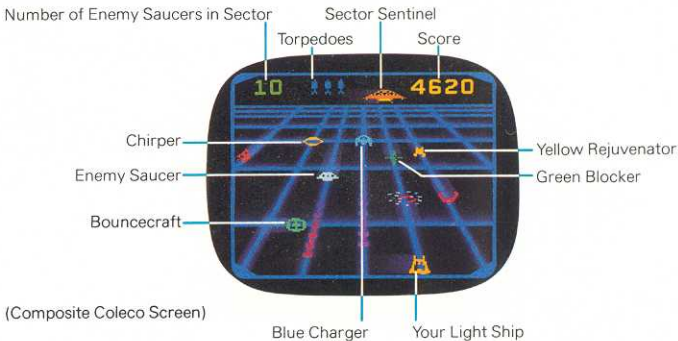 Number of Enemy Saucers in Sector
Sector Sentinel
Torpedoes
Score
10
4620
Chirper
Yellow Rejuvenator
Enemy Saucer
Green Blocker
Bouncecraft
(Composite Coleco Screen)
Blue Charger
Your Light Ship